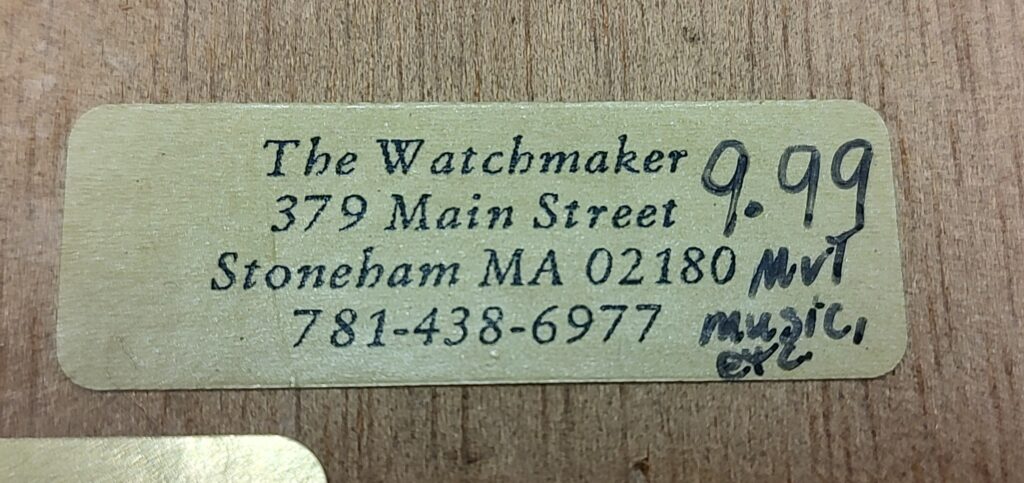 The Watchmaker 9.99
379 Main Street
Stoneham MA 02180 Mvt
781-438-6977 music,
etc